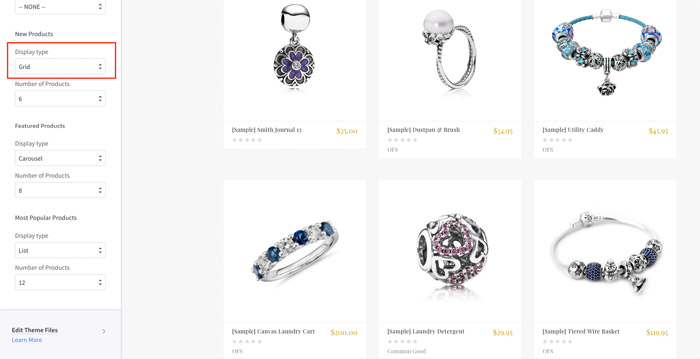 -- NONE --
New Products
Display type
Grid
Number of Products
6
Featured Products
Display type
Carousel
Number of Products
8
Most Popular Products
Display type
List
Number of Products
12
Edit Theme Files
Learn More
[Sample] Smith Journal 13 $25.00
[Sample] Dustpan & Brush $34.95
OFS
[Sample] Utility Caddy $45.95
OFS
[Sample] Canvas Laundry Cart $200.00
OFS
[Sample] Laundry Detergent $29.95
Common Good
[Sample] Tiered Wire Basket $119.95
OFS